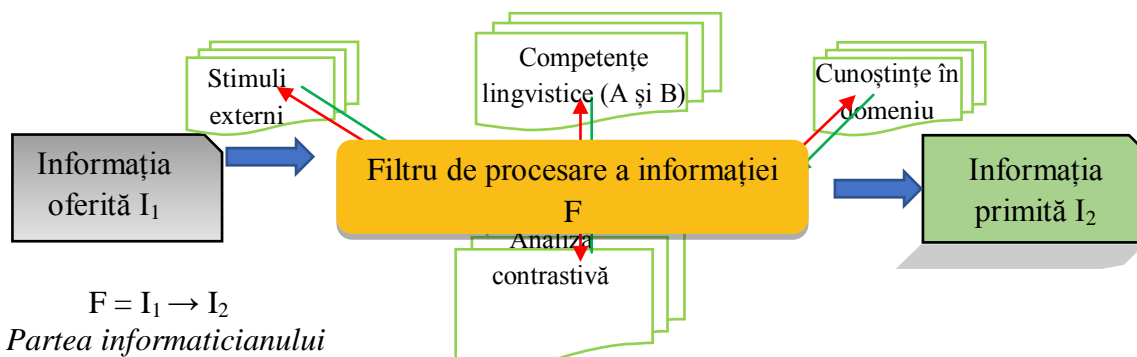 Stimuli
externi
Competențe
lingvistice (A și B)
Cunoștințe în
domeniu
Informația
oferită I₁
Filtru de procesare a informației
F
Informația
primită I₂
Analiza
contrastivă
F = I₁ → I₂
Partea informaticianului